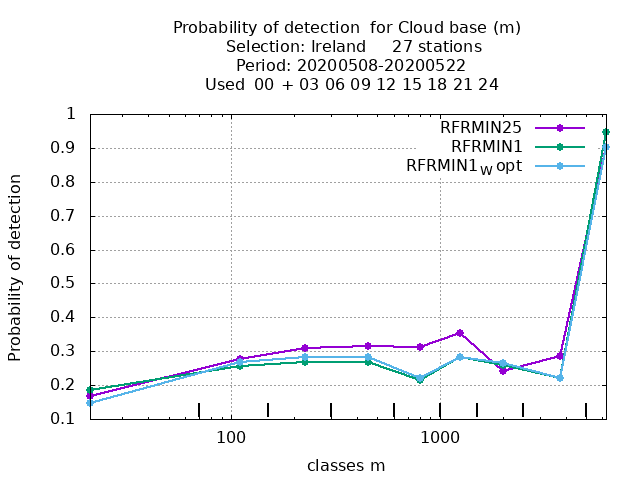 Probability of detection for Cloud base (m)
Selection: Ireland 27 stations
Period: 20200508-20200522
Used 00 + 03 06 09 12 15 18 21 24
RFRMIN25
RFRMIN1
RFRMIN1W opt
Probability of detection
1
0.9
0.8
0.7
0.6
0.5
0.4
0.3
0.2
0.1
100 1000
classes m